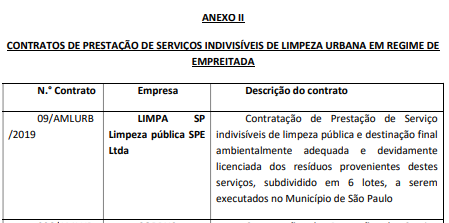 ANEXO II
CONTRATOS DE PRESTAÇÃO DE SERVIÇOS INDIVISÍVEIS DE LIMPEZA URBANA EM REGIME DE
EMPREITADA
N.° Contrato Empresa Descrição do contrato
09/AMLURB LIMPA SP Contratação de Prestação de Serviço
/2019 Limpeza pública SPE indivisíveis de limpeza pública e destinação final
Ltda ambientalmente adequada e devidamente
licenciada dos resíduos provenientes destes
serviços, subdividido em 6 lotes, a serem
executados no Município de São Paulo